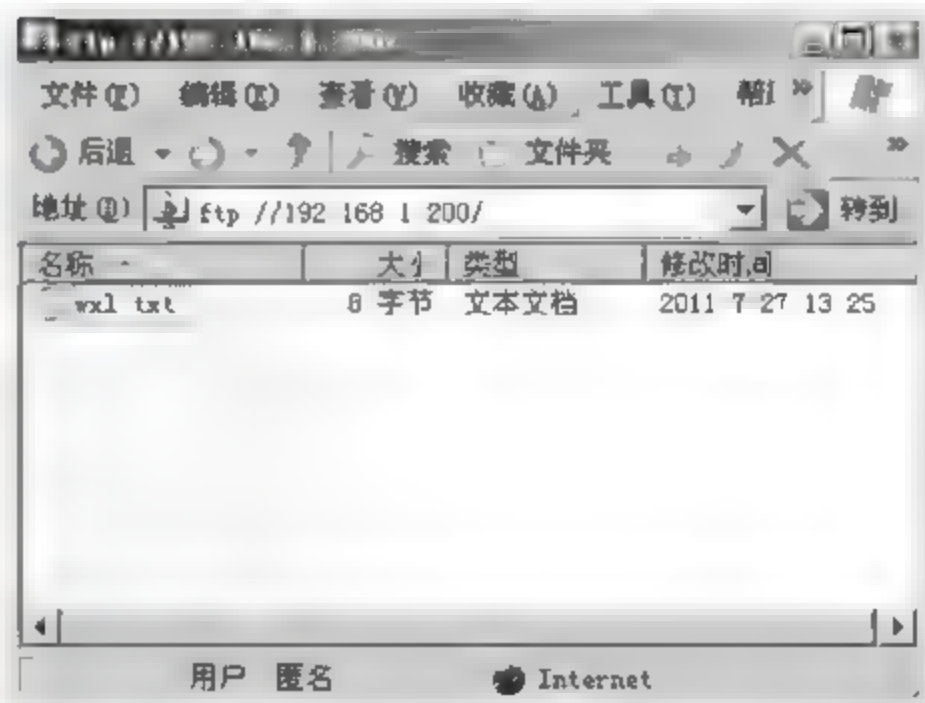 文件(F) 编辑(E) 查看(V) 收藏(A) 工具(T) »
后退 搜索 文件夹 »
地址(D) ftp //192 168 1 200/ 转到
名称 大小 类型 修改时间
wxl txt 8 字节 文本文档 2011 7 27 13 25
用户 匿名 Internet